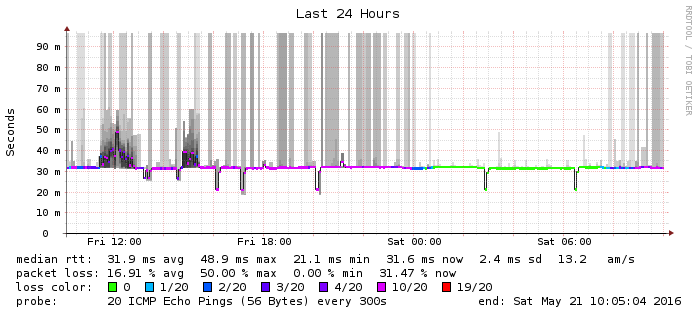 Last 24 Hours
RRDTOOL / TOBI OETIKER
Seconds
90 m
80 m
70 m
60 m
50 m
40 m
30 m
20 m
10 m
0
Fri 12:00 Fri 18:00 Sat 00:00 Sat 06:00
median rtt: 31.9 ms avg 48.9 ms max 21.1 ms min 31.6 ms now 2.4 ms sd 13.2 am/s
packet loss: 16.91 % avg 50.00 % max 0.00 % min 31.47 % now
loss color: 0 1/20 2/20 3/20 4/20 10/20 19/20
probe: 20 ICMP Echo Pings (56 Bytes) every 300s end: Sat May 21 10:05:04 2016